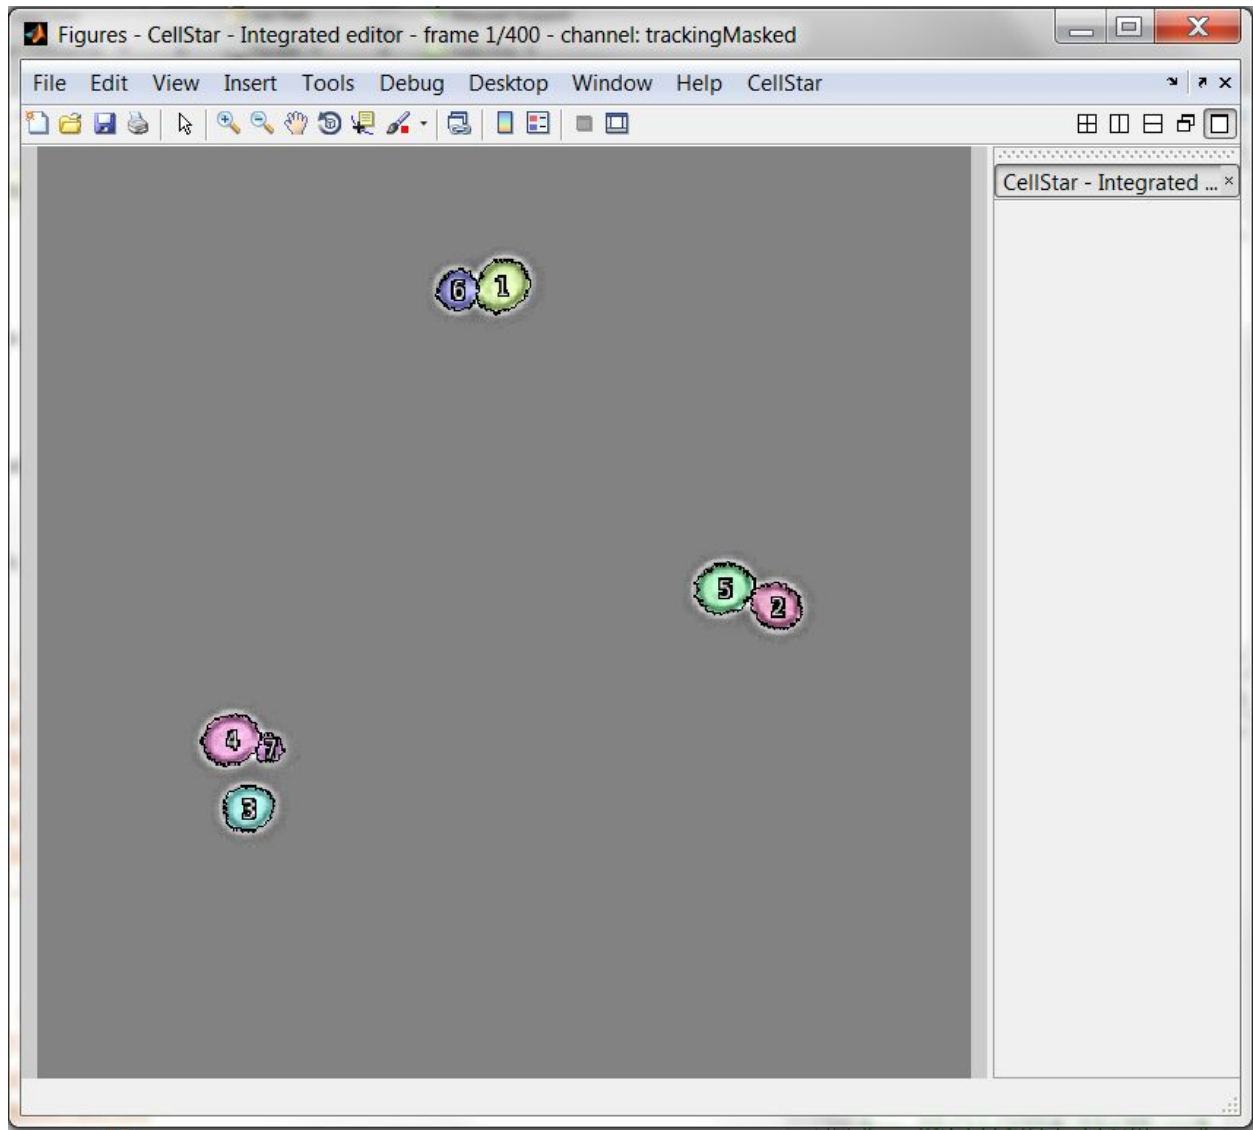 Figures - CellStar - Integrated editor - frame 1/400 - channel: trackingMasked
File Edit View Insert Tools Debug Desktop Window Help CellStar
CellStar - Integrated ...
6 1
5
2
4 7
3